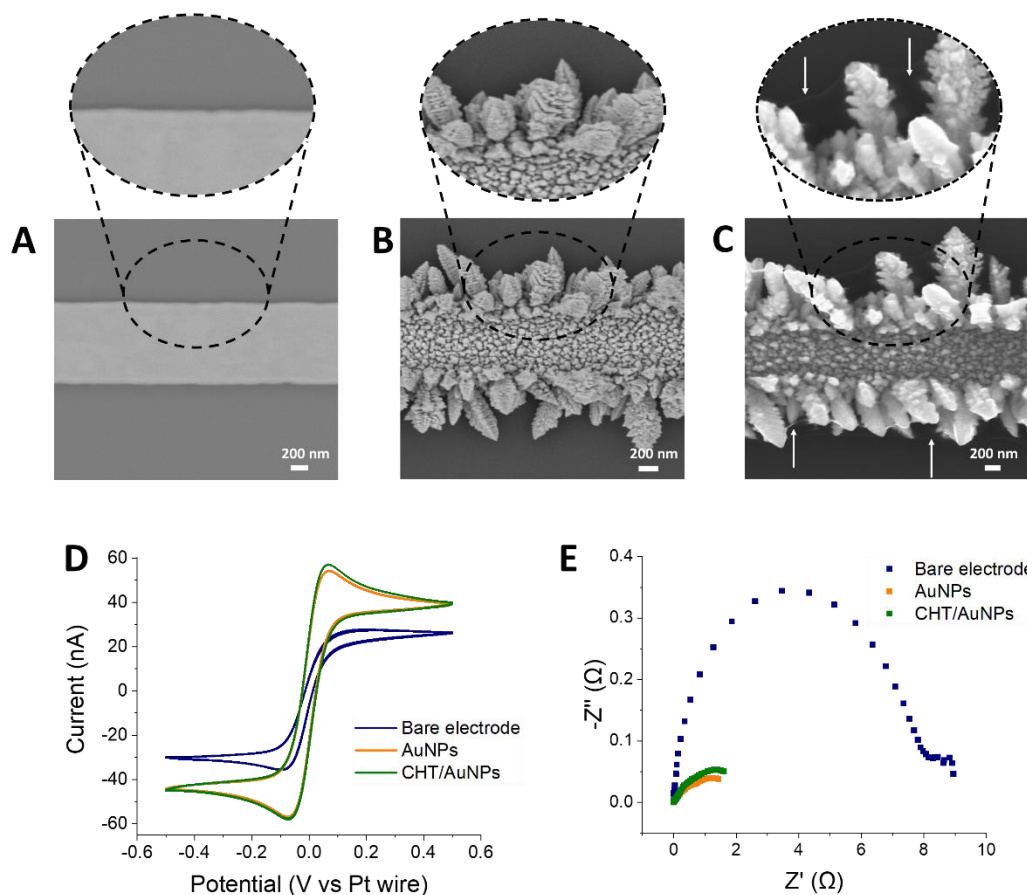 A
B
C
200 nm
200 nm
200 nm
D
60
40
20
0
-20
-40
-60
Current (nA)
-0.6
-0.4
-0.2
0.0
0.2
0.4
0.6
Potential (V vs Pt wire)
Bare electrode
AuNPs
CHT/AuNPs
E
0.4
0.3
0.2
0.1
0.0
-Z'' (Ω)
0
2
4
6
8
10
Z' (Ω)
Bare electrode
AuNPs
CHT/AuNPs